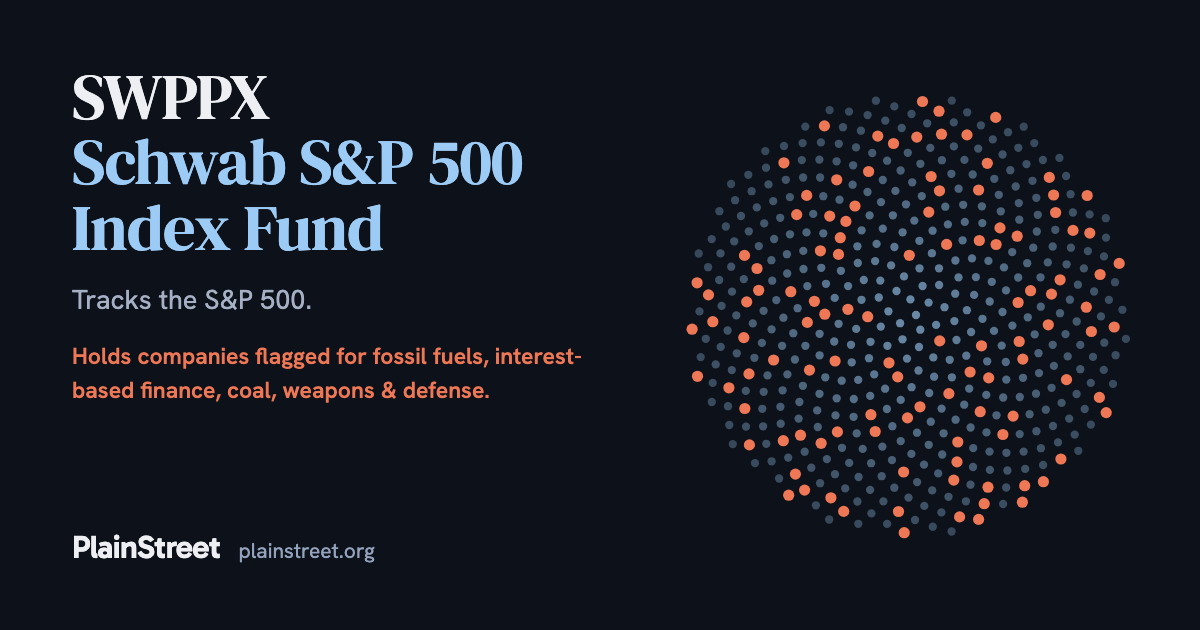 SWPPX
Schwab S&P 500
Index Fund
Tracks the S&P 500.
Holds companies flagged for fossil fuels, interest-
based finance, coal, weapons & defense.
PlainStreet plainstreet.org